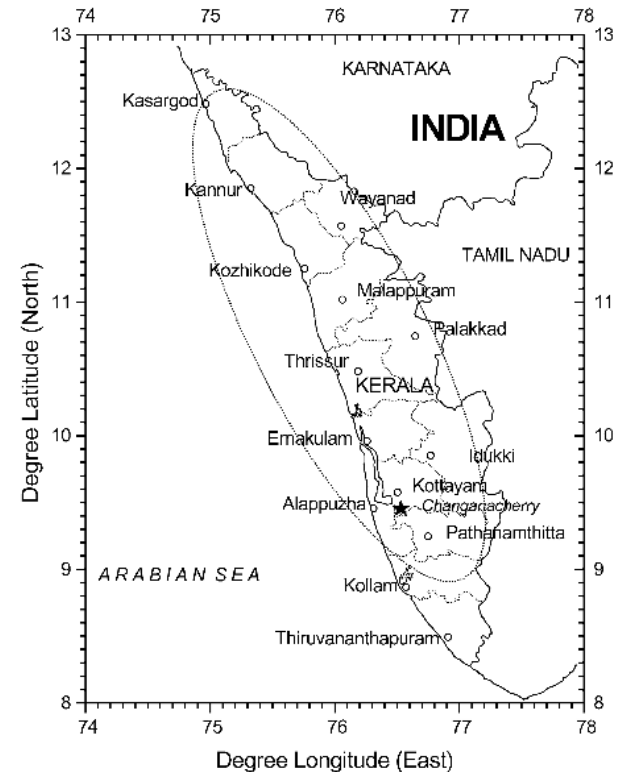 74 75 76 77 78
13 13
KARNATAKA
Kasargod
INDIA
12 12
Kannur
Wayanad
TAMIL NADU
Kozhikode
Malappuram
11 11
Palakkad
Thrissur
KERALA
10 10
Ernakulam
Idukki
Kottayam
Alappuzha
Changanacherry
Pathanamthitta
9 9
ARABIAN SEA
Kollam
Thiruvananthapuram
8 8
74 75 76 77 78
Degree Longitude (East)
Degree Latitude (North)